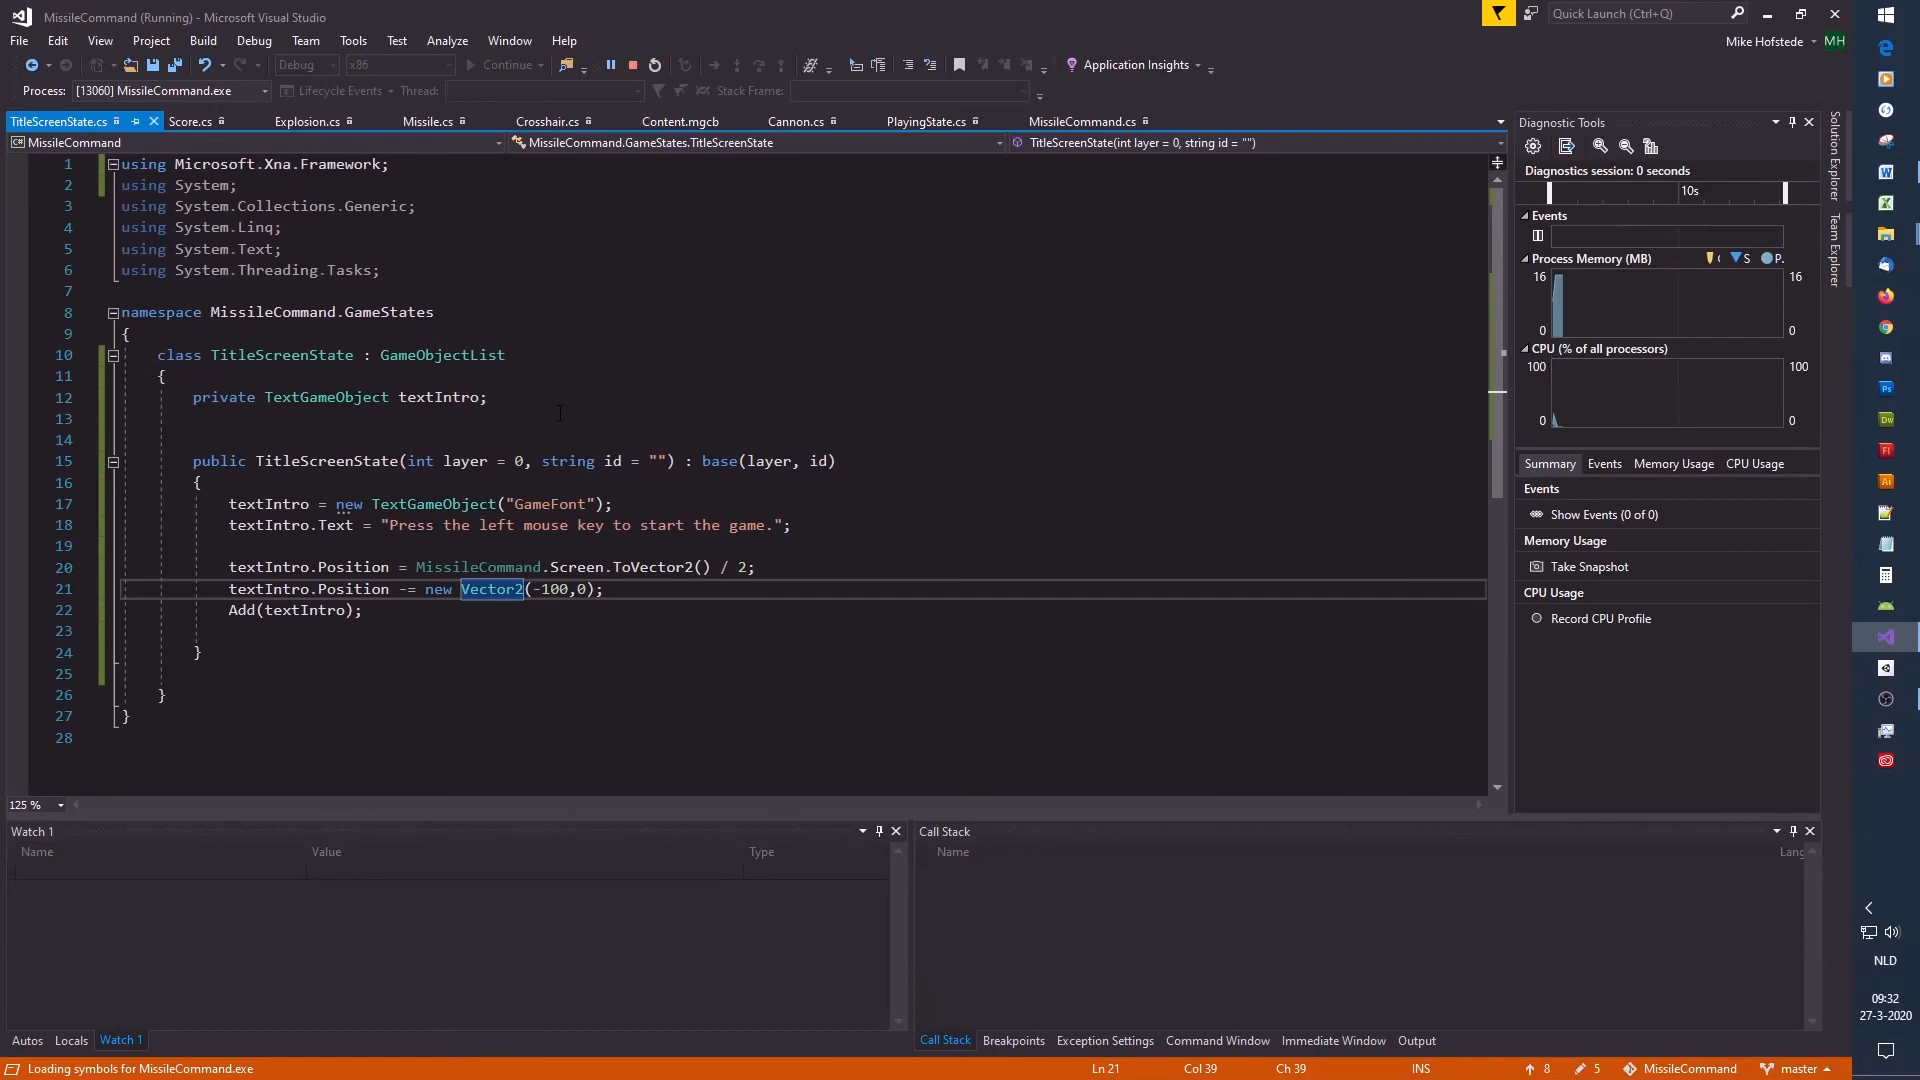 MissileCommand (Running) - Microsoft Visual Studio
Quick Launch (Ctrl+Q)
File Edit View Project Build Debug Team Tools Test Analyze Window Help
Mike Hofstede MH
Debug x86 Continue Application Insights
Process: [13060] MissileCommand.exe Lifecycle Events Thread: Stack Frame:
TitleScreenState.cs Score.cs Explosion.cs Missile.cs Crosshair.cs Content.mgcb Cannon.cs PlayingState.cs MissileCommand.cs
MissileCommand MissileCommand.GameStates.TitleScreenState TitleScreenState(int layer = 0, string id = "")
1 using Microsoft.Xna.Framework;
2 using System;
3 using System.Collections.Generic;
4 using System.Linq;
5 using System.Text;
6 using System.Threading.Tasks;
7
8 namespace MissileCommand.GameStates
9 {
10 class TitleScreenState : GameObjectList
11 {
12 private TextGameObject textIntro;
13
14
15 public TitleScreenState(int layer = 0, string id = "") : base(layer, id)
16 {
17 textIntro = new TextGameObject("GameFont");
18 textIntro.Text = "Press the left mouse key to start the game.";
19
20 textIntro.Position = MissileCommand.Screen.ToVector2() / 2;
21 textIntro.Position -= new Vector2(-100,0);
22 Add(textIntro);
23
24 }
25
26 }
27 }
28
125 %
Diagnostic Tools
Diagnostics session: 0 seconds
10s
Events
Process Memory (MB) S P.
16 16
0 0
CPU (% of all processors)
100 100
0 0
Summary Events Memory Usage CPU Usage
Events
Show Events (0 of 0)
Memory Usage
Take Snapshot
CPU Usage
Record CPU Profile
Solution Explorer
Team Explorer
Watch 1
Name Value Type
Autos Locals Watch 1
Call Stack
Name Lang
Call Stack Breakpoints Exception Settings Command Window Immediate Window Output
Loading symbols for MissileCommand.exe Ln 21 Col 39 Ch 39 INS 8 5 MissileCommand master
Ps
Dw
Fl
Ai
NLD
09:32
27-3-2020